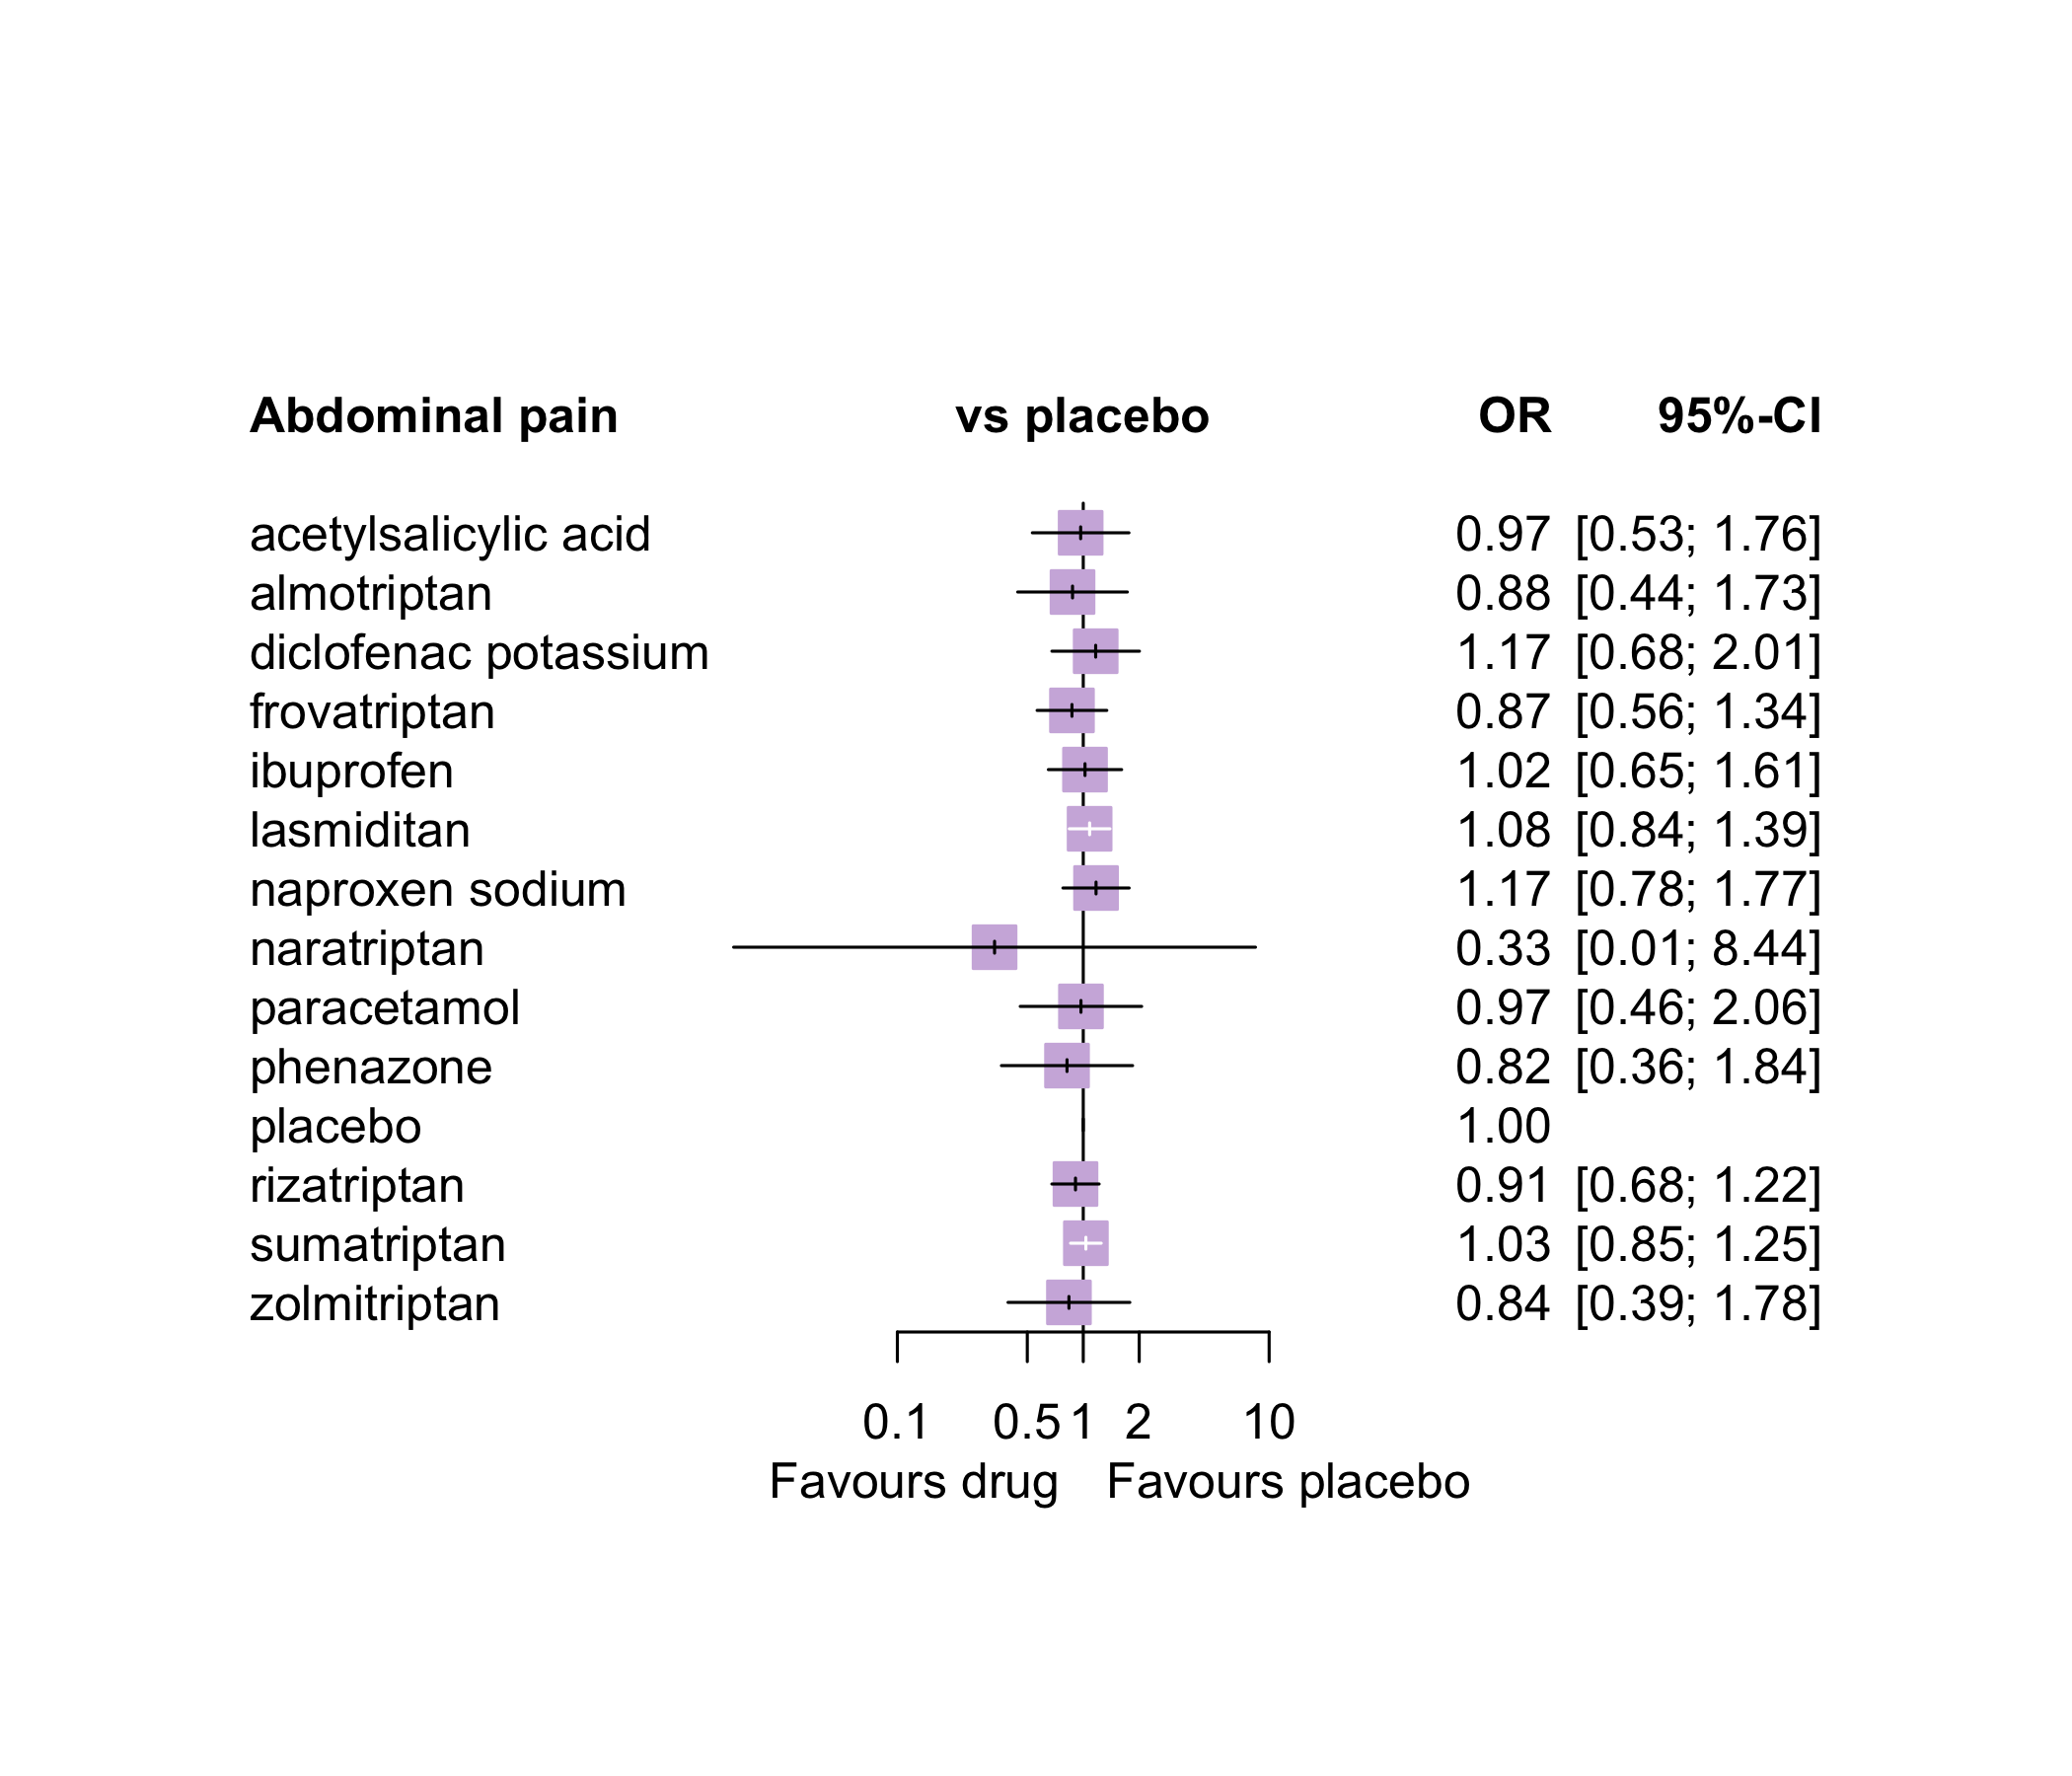 Abdominal pain vs placebo OR 95%-CI
acetylsalicylic acid 0.97 [0.53; 1.76]
almotriptan 0.88 [0.44; 1.73]
diclofenac potassium 1.17 [0.68; 2.01]
frovatriptan 0.87 [0.56; 1.34]
ibuprofen 1.02 [0.65; 1.61]
lasmiditan 1.08 [0.84; 1.39]
naproxen sodium 1.17 [0.78; 1.77]
naratriptan 0.33 [0.01; 8.44]
paracetamol 0.97 [0.46; 2.06]
phenazone 0.82 [0.36; 1.84]
placebo 1.00
rizatriptan 0.91 [0.68; 1.22]
sumatriptan 1.03 [0.85; 1.25]
zolmitriptan 0.84 [0.39; 1.78]
0.1 0.5 1 2 10
Favours drug Favours placebo